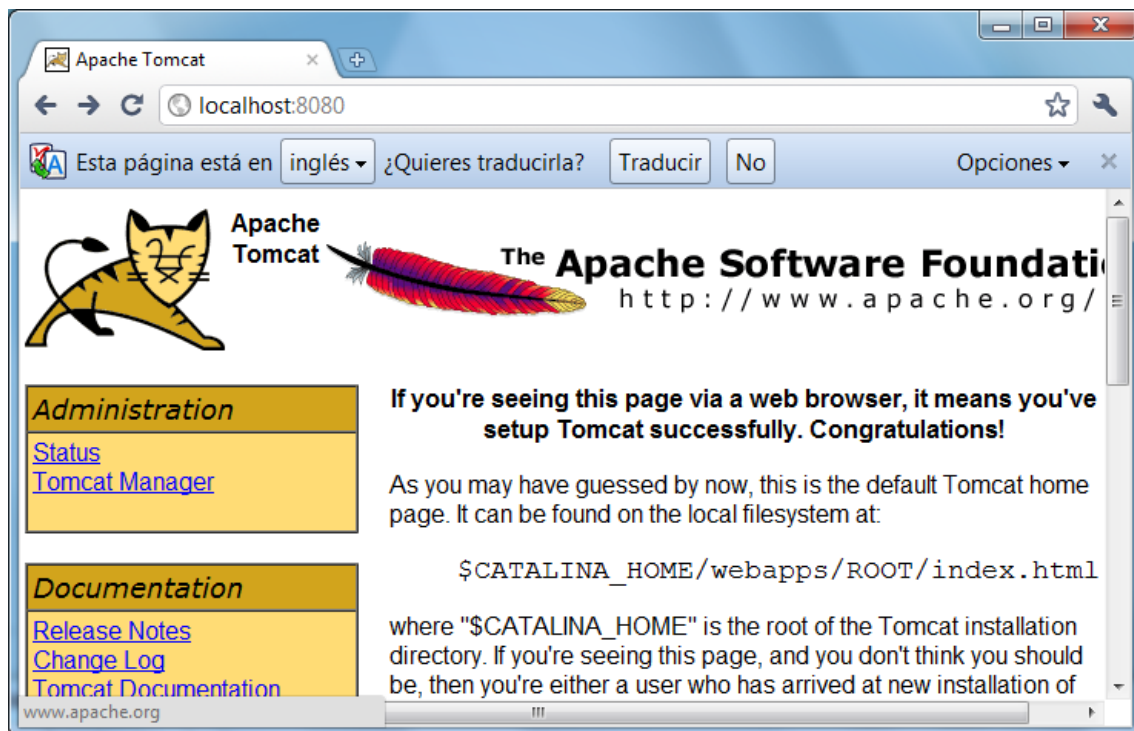 Apache Tomcat
localhost:8080
Esta página está en inglés ¿Quieres traducirla? Traducir No Opciones
Apache
Tomcat
The Apache Software Foundati
http://www.apache.org/
Administration
Status
Tomcat Manager
Documentation
Release Notes
Change Log
Tomcat Documentation
If you're seeing this page via a web browser, it means you've
setup Tomcat successfully. Congratulations!
As you may have guessed by now, this is the default Tomcat home
page. It can be found on the local filesystem at:
$CATALINA_HOME/webapps/ROOT/index.html
where "$CATALINA_HOME" is the root of the Tomcat installation
directory. If you're seeing this page, and you don't think you should
be, then you're either a user who has arrived at new installation of
www.apache.org